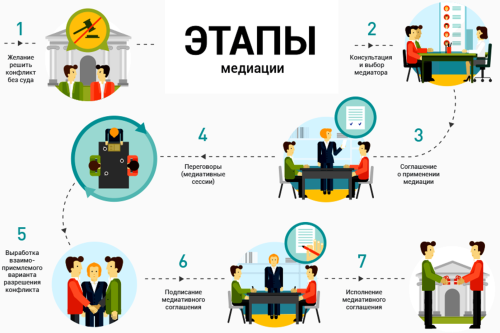 ЭТАПЫ
медиации
1
Желание
решить
конфликт
без суда
2
Консультация
и выбор
медиатора
3
Соглашение
о применении
медиации
4
Переговоры
(медиативные
сессии)
5
Выработка
взаимо-
приемлемого
варианта
разрешения
конфликта
6
Подписание
медиативного
соглашения
7
Исполнение
медиативного
соглашения